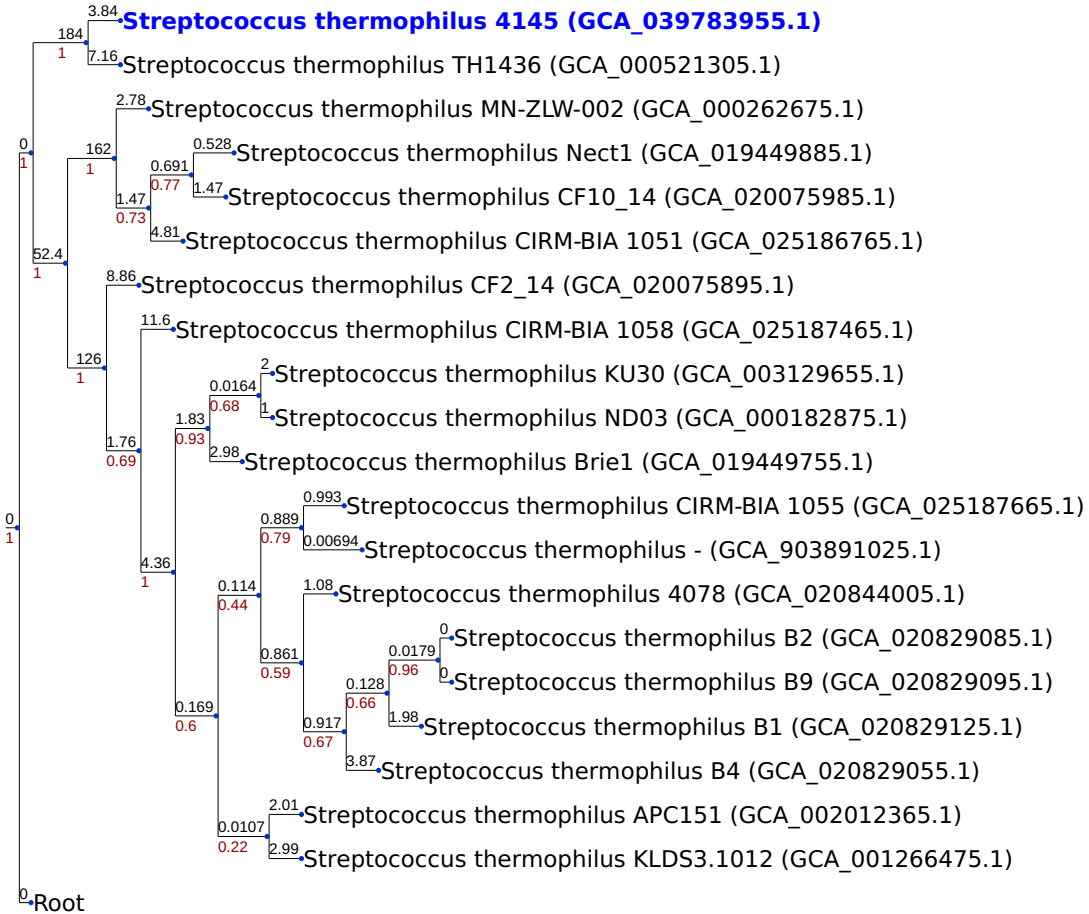 3.84 Streptococcus thermophilus 4145 (GCA_039783955.1)
184
1
7.16 Streptococcus thermophilus TH1436 (GCA_000521305.1)
2.78 Streptococcus thermophilus MN-ZLW-002 (GCA_000262675.1)
0 162 0.528 Streptococcus thermophilus Nect1 (GCA_019449885.1)
1 1 0.691
0.77
1.47 1.47 Streptococcus thermophilus CF10_14 (GCA_020075985.1)
0.73
4.81 Streptococcus thermophilus CIRM-BIA 1051 (GCA_025186765.1)
52.4
1
8.86 Streptococcus thermophilus CF2_14 (GCA_020075895.1)
11.6 Streptococcus thermophilus CIRM-BIA 1058 (GCA_025187465.1)
126 2 Streptococcus thermophilus KU30 (GCA_003129655.1)
1 0.0164
0.68
1 Streptococcus thermophilus ND03 (GCA_000182875.1)
1.83
0.93
1.76 2.98 Streptococcus thermophilus Brie1 (GCA_019449755.1)
0.69
0.993 Streptococcus thermophilus CIRM-BIA 1055 (GCA_025187665.1)
0 0.889
1 0.79
0.00694 Streptococcus thermophilus - (GCA_903891025.1)
4.36
1
0.114 1.08 Streptococcus thermophilus 4078 (GCA_020844005.1)
0.44
0 Streptococcus thermophilus B2 (GCA_020829085.1)
0.861 0.0179
0.59 0.96
0 Streptococcus thermophilus B9 (GCA_020829095.1)
0.128
0.66
0.169 0.917 1.98 Streptococcus thermophilus B1 (GCA_020829125.1)
0.6 0.67
3.87 Streptococcus thermophilus B4 (GCA_020829055.1)
2.01 Streptococcus thermophilus APC151 (GCA_002012365.1)
0.0107
0.22
2.99 Streptococcus thermophilus KLDS3.1012 (GCA_001266475.1)
0 Root